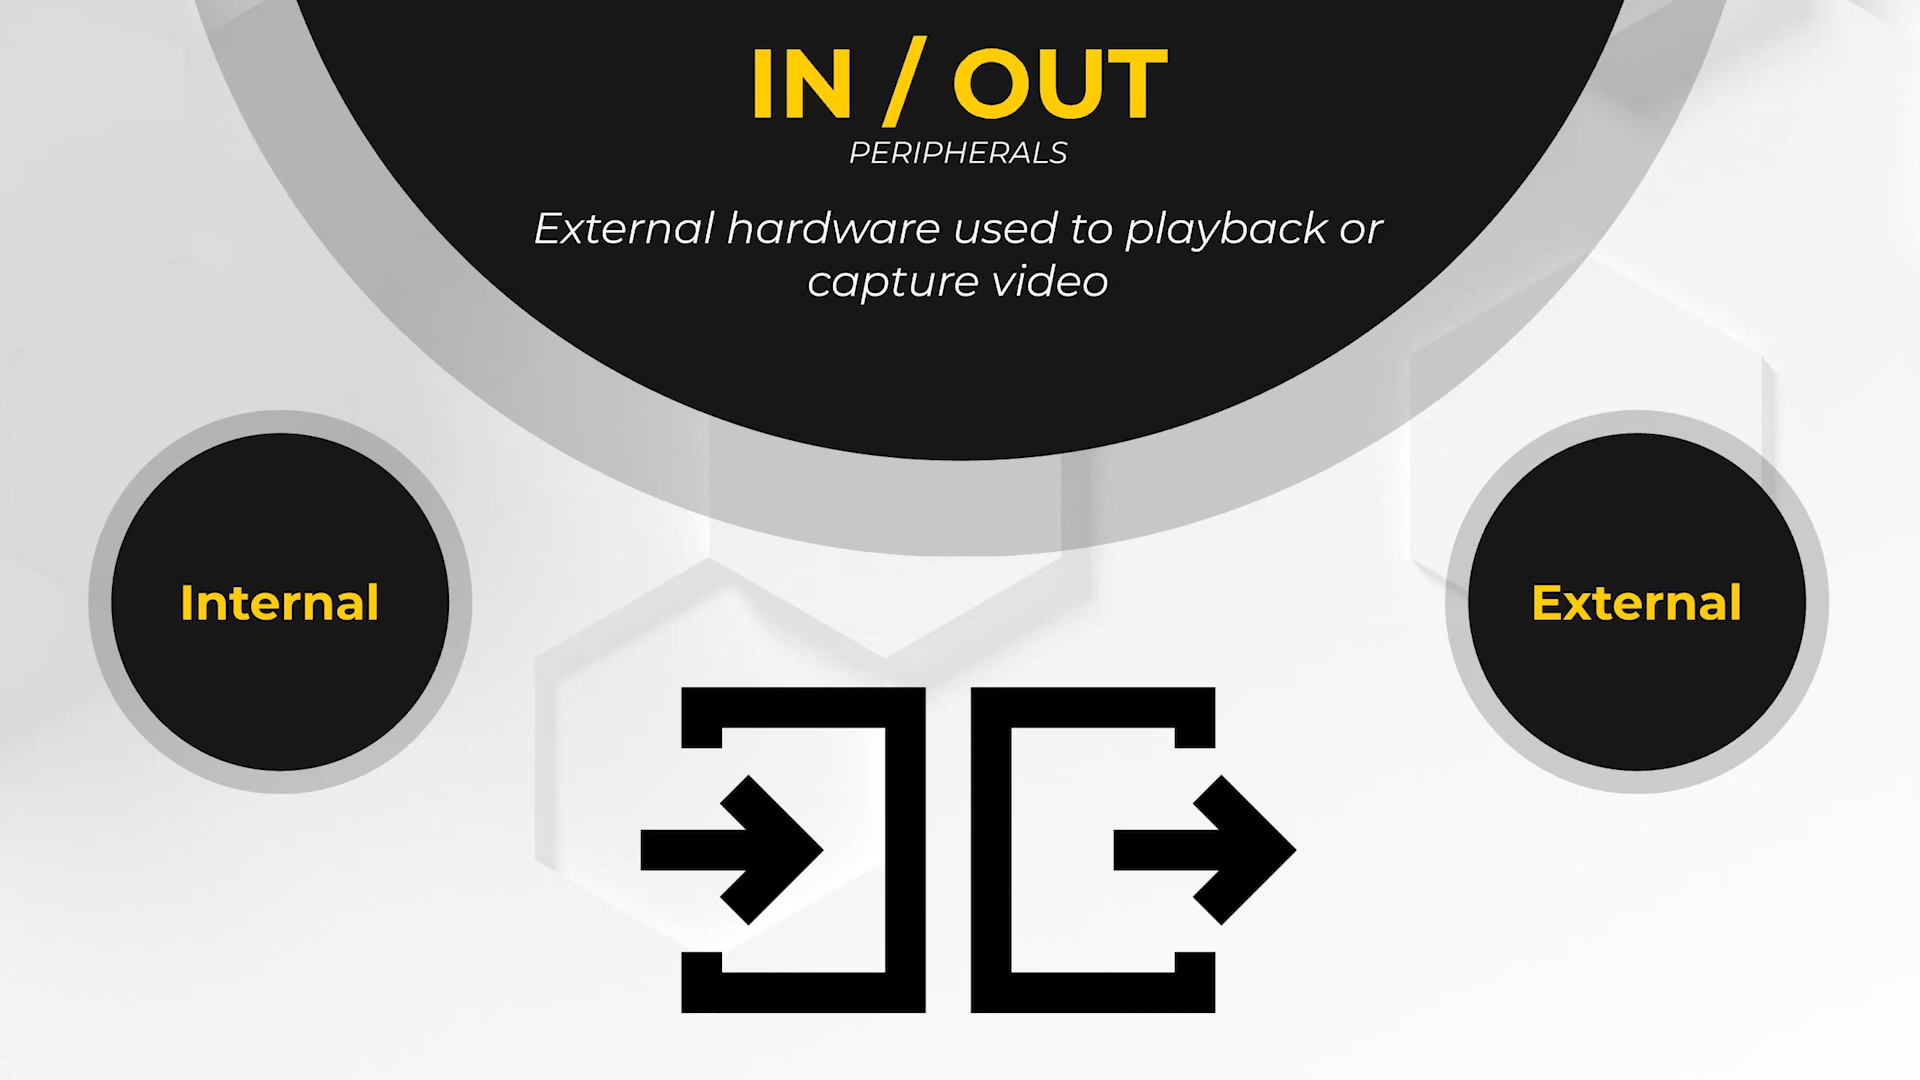 IN / OUT
PERIPHERALS
External hardware used to playback or
capture video
Internal
External